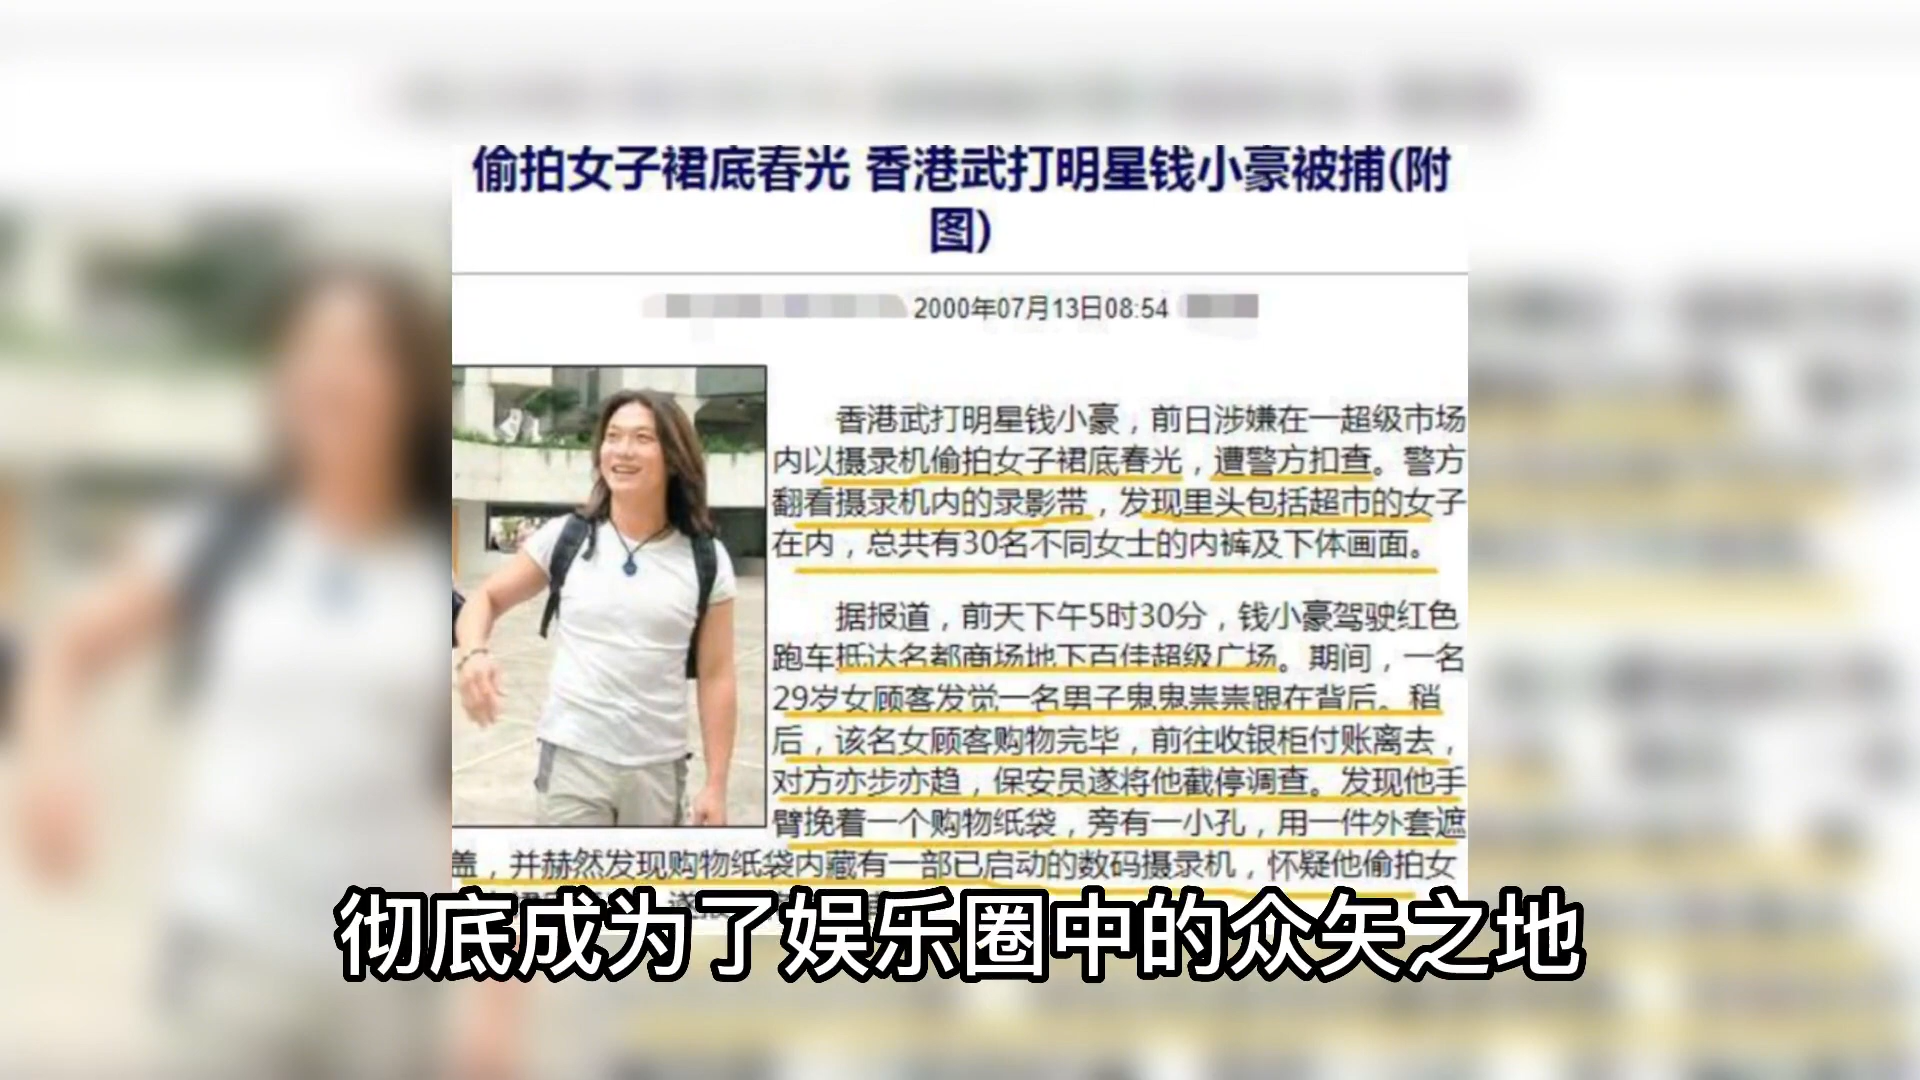 偷拍女子裙底春光 香港武打明星钱小豪被捕(附
图)
2000年07月13日08:54
香港武打明星钱小豪，前日涉嫌在一超级市场
内以摄录机偷拍女子裙底春光，遭警方扣查。警方
翻看摄录机内的录影带，发现里头包括超市的女子
在内，总共有30名不同女士的内裤及下体画面。
据报道，前天下午5时30分，钱小豪驾驶红色
跑车抵达名都商场地下百佳超级广场。期间，一名
29岁女顾客发觉一名男子鬼鬼祟祟跟在背后。稍
后，该名女顾客购物完毕，前往收银柜付账离去，
对方亦步亦趋，保安员遂将他截停调查。发现他手
臂挽着一个购物纸袋，旁有一小孔，用一件外套遮
盖，并赫然发现购物纸袋内藏有一部已启动的数码摄录机，怀疑他偷拍女
彻底成为了娱乐圈中的众矢之地